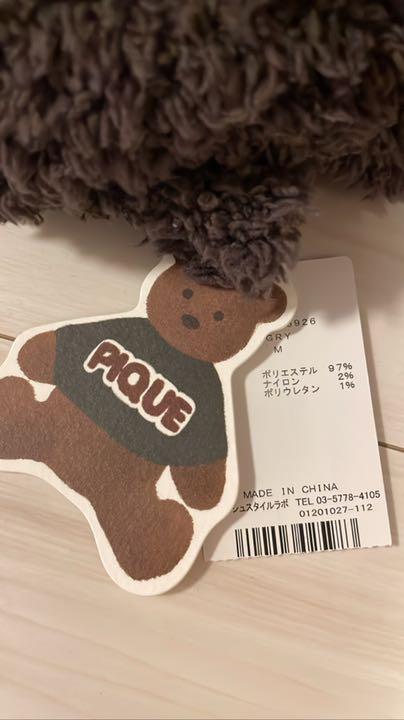 PIQUE
6926
GRY
M
ポリエステル 97%
ナイロン 2%
ポリウレタン 1%
MADE IN CHINA
シュスタイルラボ TEL 03-5778-4105
01201027-112